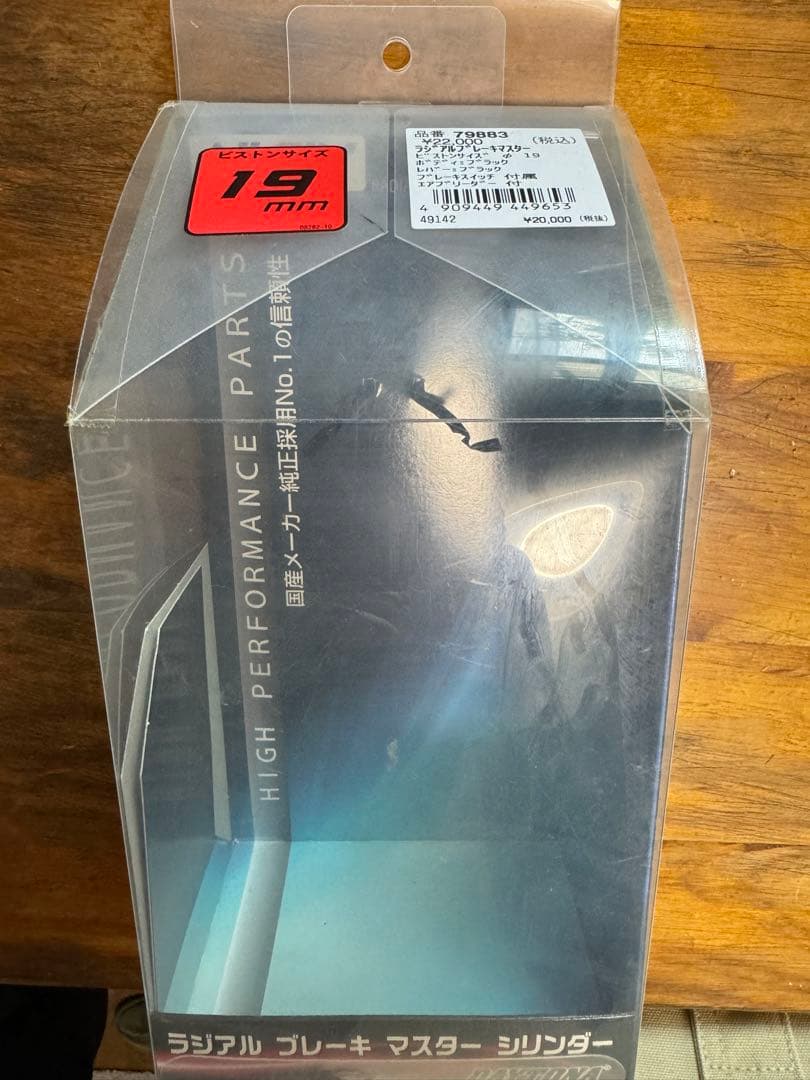 ピストンサイズ
19
mm
品番 79883
¥22,000 (税込)
ラジアルブレーキマスター
ピストンサイズ φ 19
ボディ=ブラック
レバー=ブラック
ブレーキスイッチ 付属
エアブリーダー 付
4 909449 449653
49142 ¥20,000 (税抜)
HIGH PERFORMANCE PARTS
国産メーカー純正採用No.1の信頼性
ラジアル ブレーキ マスター シリンダー